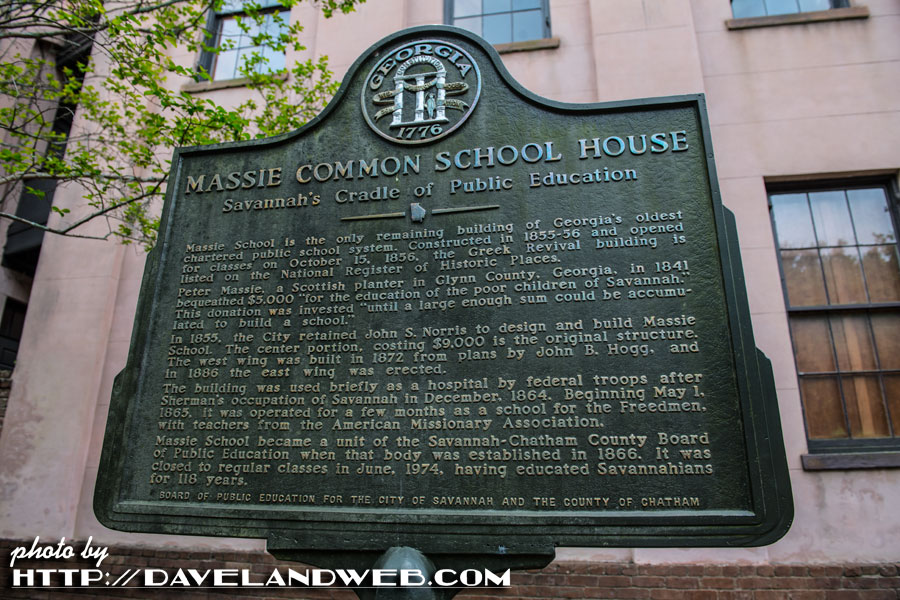 GEORGIA
1776
MASSIE COMMON SCHOOL HOUSE
Savannah's Cradle of Public Education
Massie School is the only remaining building of Georgia's oldest
chartered public school system. Constructed in 1855-56 and opened
for classes on October 15, 1856, the Greek Revival building is
listed on the National Register of Historic Places.
Peter Massie, a Scottish planter in Glynn County, Georgia, in 1841
bequeathed $5,000 "for the education of the poor children of Savannah."
This donation was invested "until a large enough sum could be accumu-
lated to build a school."
In 1855, the City retained John S. Norris to design and build Massie
School. The center portion, costing $9,000 is the original structure.
The west wing was built in 1872 from plans by John B. Hogg, and
in 1886 the east wing was erected.
The building was used briefly as a hospital by federal troops after
Sherman's occupation of Savannah in December, 1864. Beginning May 1,
1865, it was operated for a few months as a school for the Freedmen,
with teachers from the American Missionary Association.
Massie School became a unit of the Savannah-Chatham County Board
of Public Education when that body was established in 1866. It was
closed to regular classes in June, 1974, having educated Savannahians
for 118 years.
BOARD OF PUBLIC EDUCATION FOR THE CITY OF SAVANNAH AND THE COUNTY OF CHATHAM
photo by
HTTP://DAVELANDWEB.COM